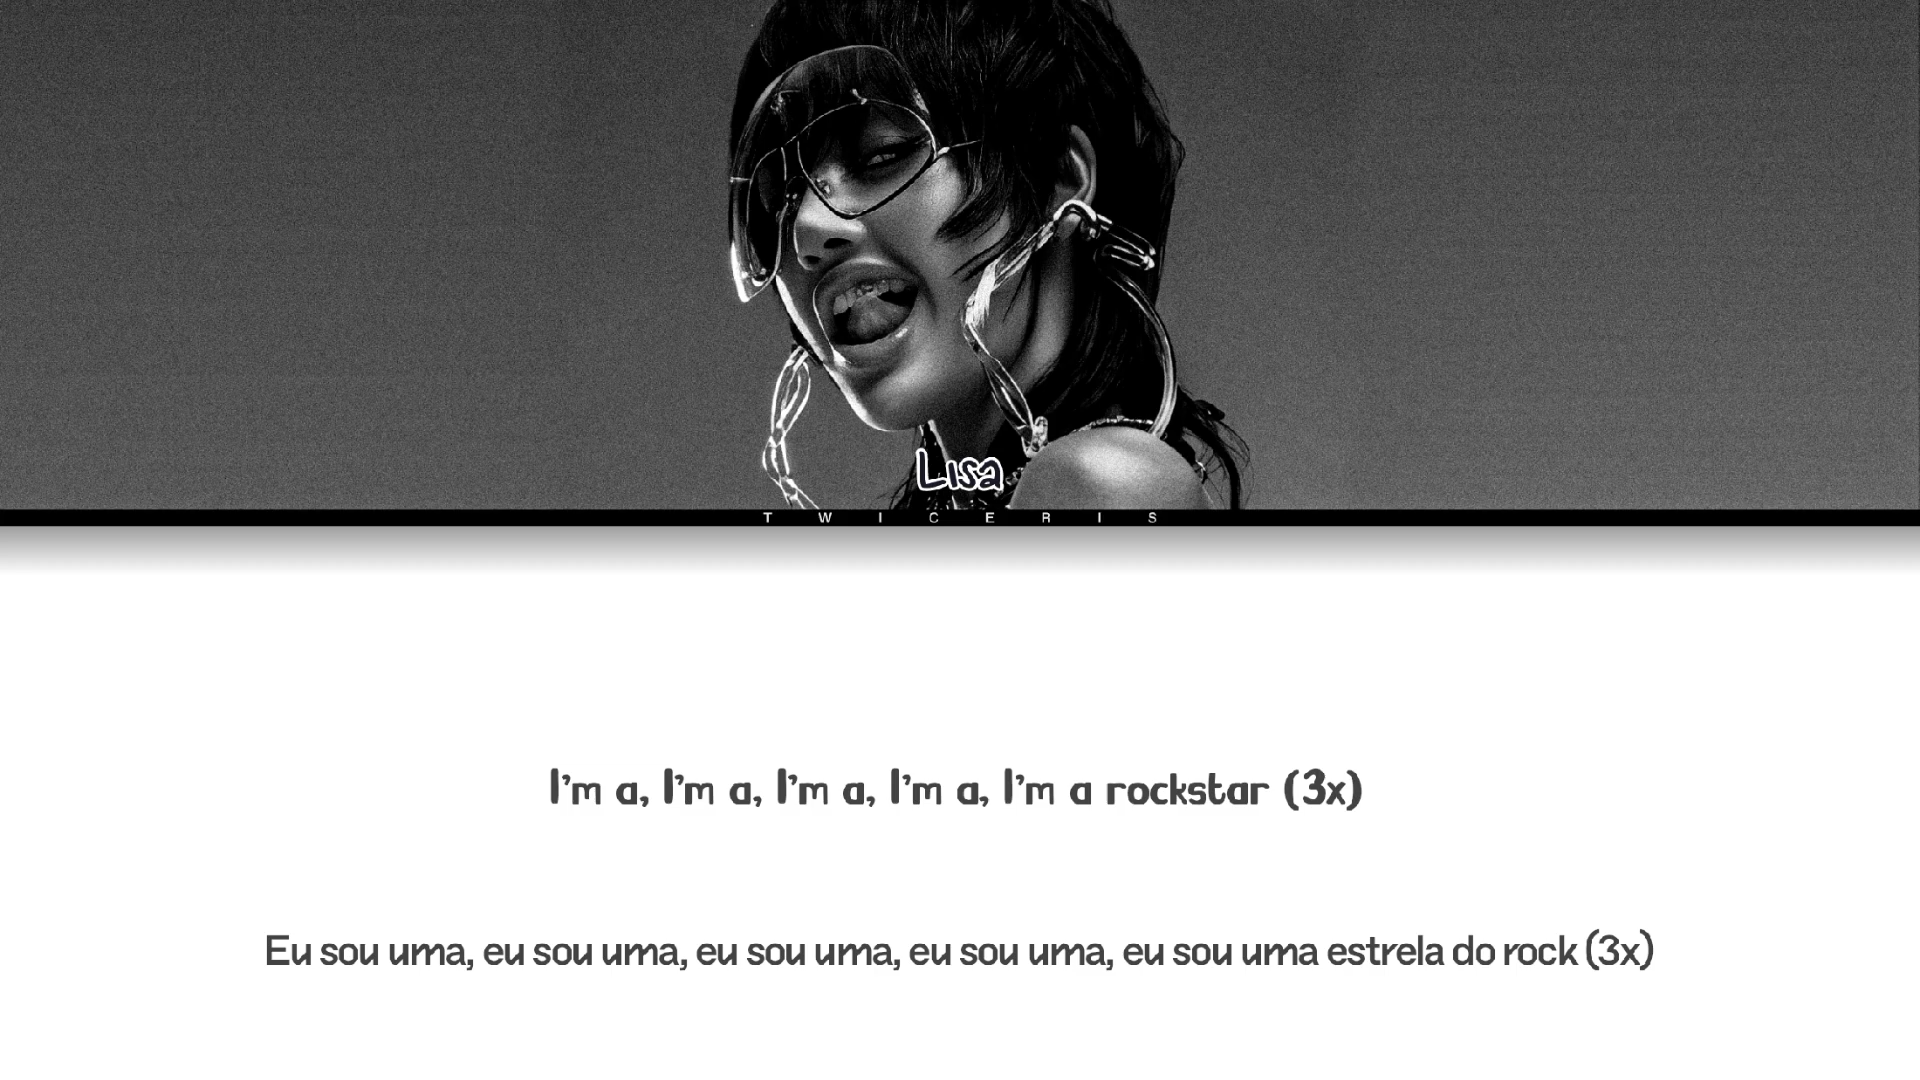 Lisa
TWICERIS
I'm a, I'm a, I'm a, I'm a, I'm a rockstar (3x)
Eu sou uma, eu sou uma, eu sou uma, eu sou uma, eu sou uma estrela do rock (3x)